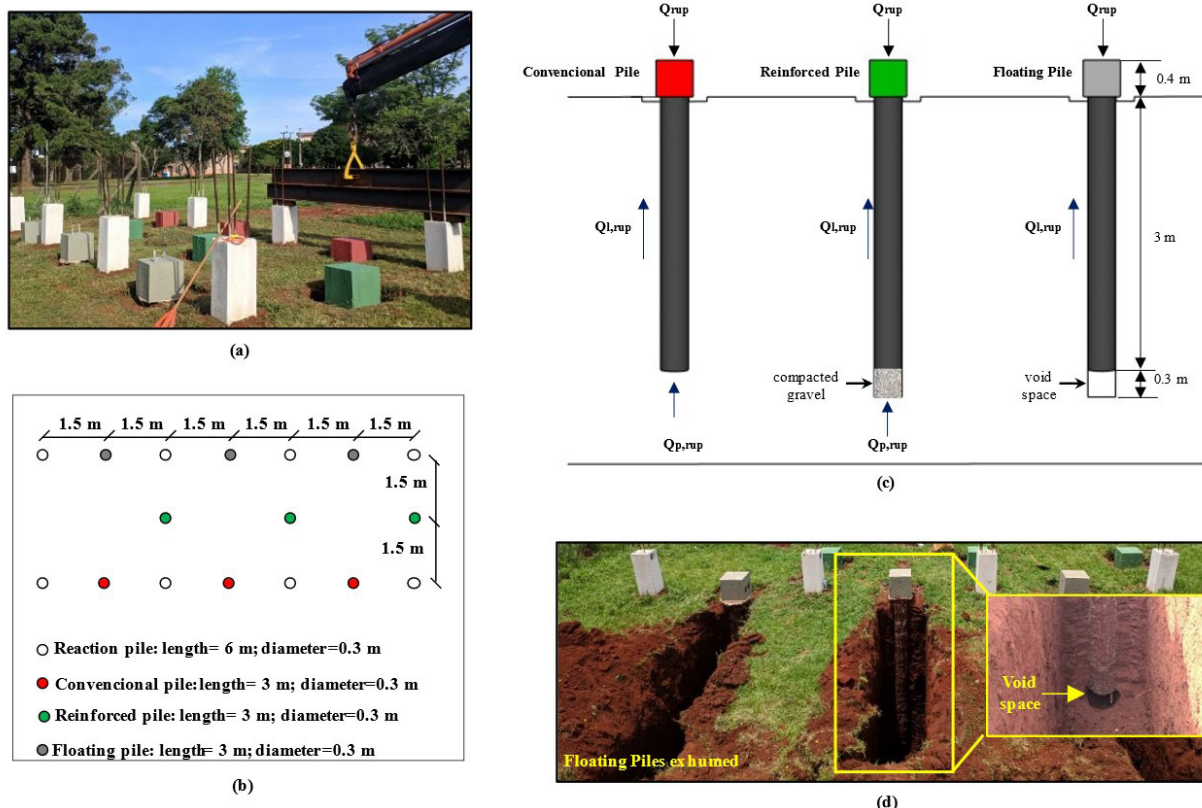 (a)
1.5 m 1.5 m 1.5 m 1.5 m 1.5 m 1.5 m
1.5 m
1.5 m
Reaction pile: length= 6 m; diameter=0.3 m
Convencional pile: length= 3 m; diameter=0.3 m
Reinforced pile: length= 3 m; diameter=0.3 m
Floating pile: length= 3 m; diameter=0.3 m
(b)
Qrup Qrup Qrup
Convencional Pile Reinforced Pile Floating Pile
0.4 m
Ql,rup Ql,rup Ql,rup
3 m
compacted
gravel
void
space
0.3 m
Qp,rup Qp,rup
(c)
Void
space
Floating Piles exhumed
(d)